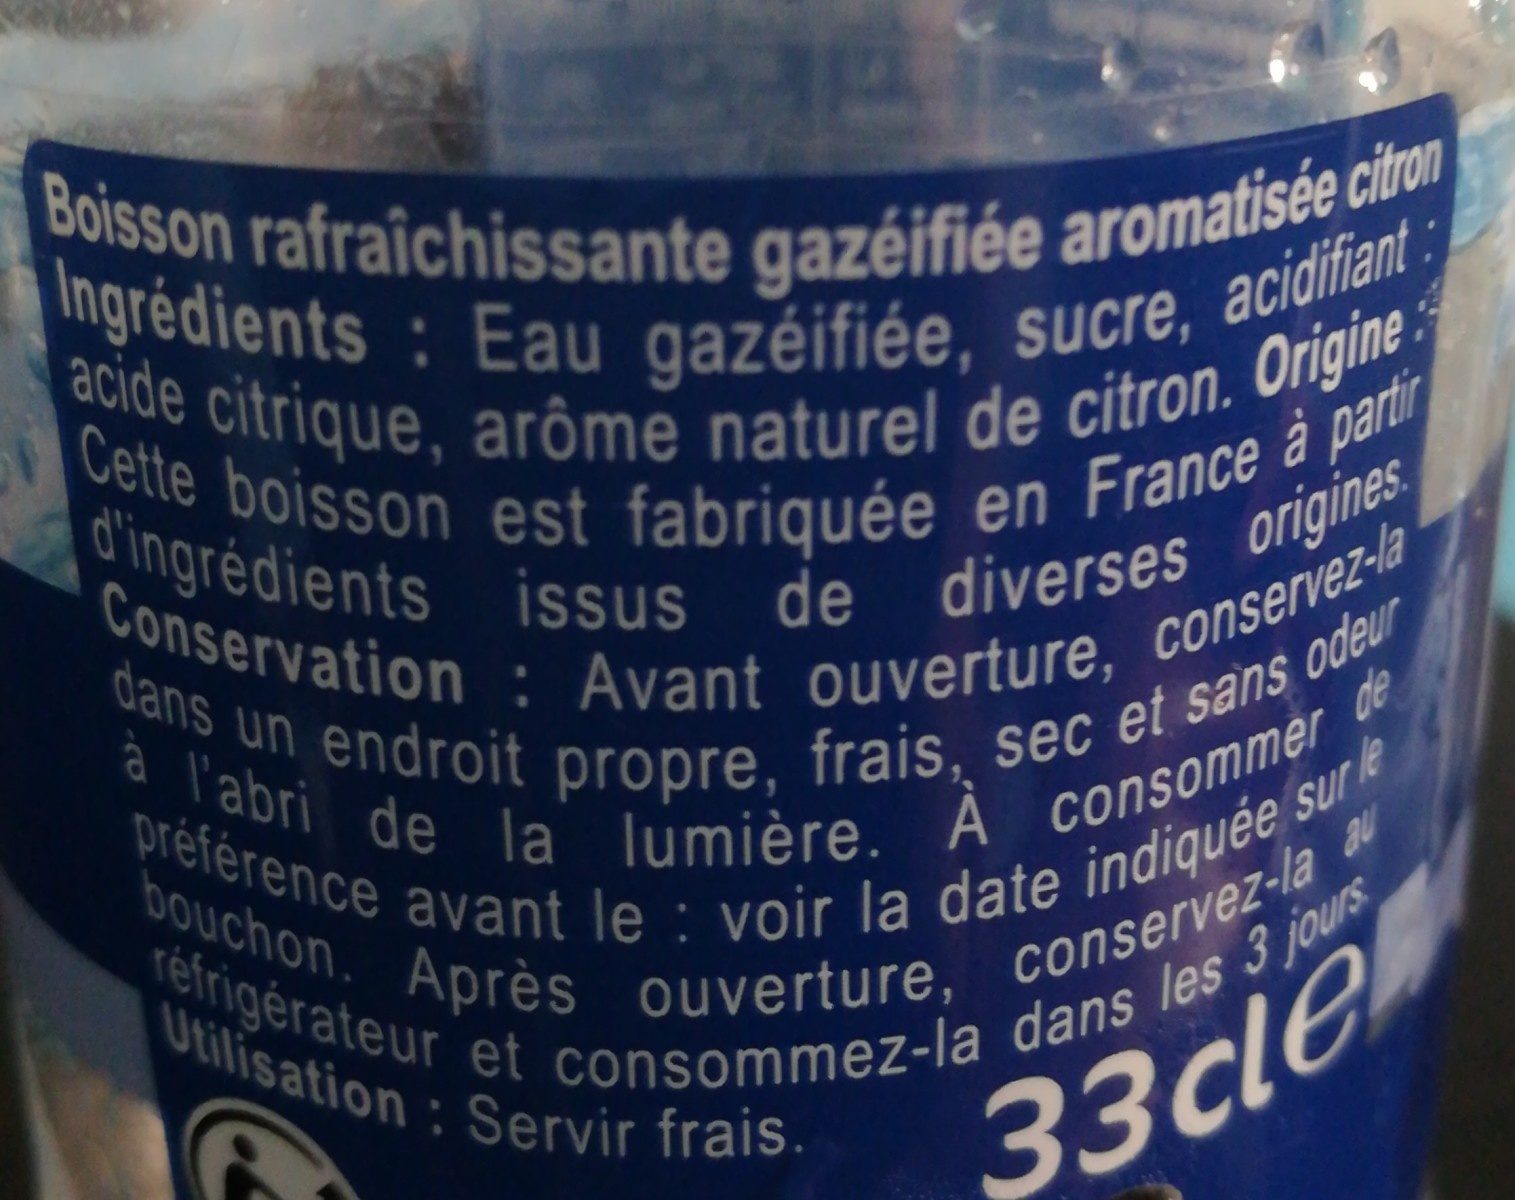 Boisson rafraîchissante gazéifiée aromatisée citron
Ingrédients : Eau gazéifiée, sucre, acidifiant :
acide citrique, arôme naturel de citron. Origine :
Cette boisson est fabriquée en France à partir
d'ingrédients issus de diverses origines.
Conservation : Avant ouverture, conservez-la
dans un endroit propre, frais, sec et sans odeur
à l'abri de la lumière. À consommer de
préférence avant le : voir la date indiquée sur le
bouchon. Après ouverture, conservez-la au
réfrigérateur et consommez-la dans les 3 jours.
Utilisation : Servir frais.
33cle